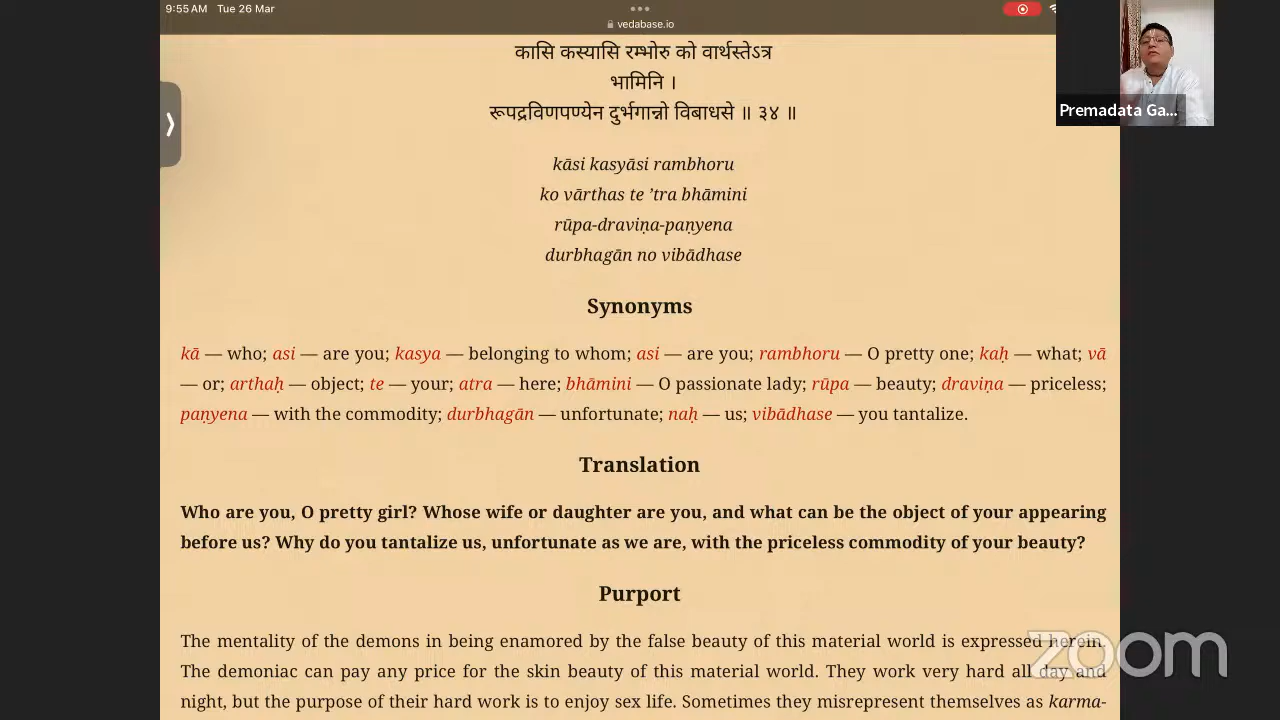 9:55 AM Tue 26 Mar
vedabase.io
कासि कस्यासि रम्भोरु को वार्थस्तेऽत्र
भामिनि ।
रूपद्रविणपण्येन दुर्भगान्नो विबाधसे ॥ ३४ ॥
kāsi kasyāsi rambhoru
ko vārthas te ’tra bhāmini
rūpa-draviṇa-paṇyena
durbhagān no vibādhase
Synonyms
kā — who; asi — are you; kasya — belonging to whom; asi — are you; rambhoru — O pretty one; kaḥ — what; vā
— or; arthaḥ — object; te — your; atra — here; bhāmini — O passionate lady; rūpa — beauty; draviṇa — priceless;
paṇyena — with the commodity; durbhagān — unfortunate; naḥ — us; vibādhase — you tantalize.
Translation
Who are you, O pretty girl? Whose wife or daughter are you, and what can be the object of your appearing
before us? Why do you tantalize us, unfortunate as we are, with the priceless commodity of your beauty?
Purport
The mentality of the demons in being enamored by the false beauty of this material world is expressed herein.
The demoniac can pay any price for the skin beauty of this material world. They work very hard all day and
night, but the purpose of their hard work is to enjoy sex life. Sometimes they misrepresent themselves as karma-
Premadata Ga...
zoom